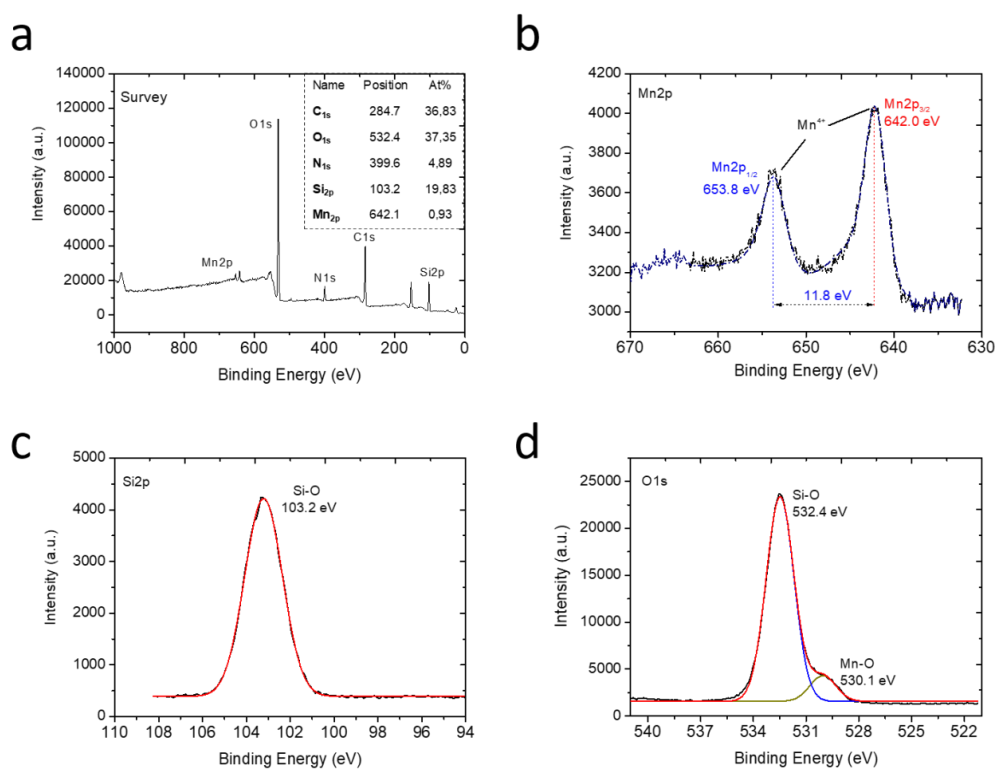 a
140000
120000
100000
80000
60000
40000
20000
0
Intensity (a.u.)
Survey
Name Position At%
C1s 284.7 36,83
O1s 532.4 37,35
N1s 399.6 4,89
Si2p 103.2 19,83
Mn2p 642.1 0,93
O1s
C1s
Mn2p
N1s
Si2p
1000 800 600 400 200 0
Binding Energy (eV)
b
4200
4000
3800
3600
3400
3200
3000
Intensity (a.u.)
Mn2p
Mn2p3/2
642.0 eV
Mn4+
Mn2p1/2
653.8 eV
11.8 eV
670 660 650 640 630
Binding Energy (eV)
c
5000
4000
3000
2000
1000
0
Intensity (a.u.)
Si2p
Si-O
103.2 eV
110 108 106 104 102 100 98 96 94
Binding Energy (eV)
d
25000
20000
15000
10000
5000
0
Intensity (a.u.)
O1s
Si-O
532.4 eV
Mn-O
530.1 eV
540 537 534 531 528 525 522
Binding Energy (eV)